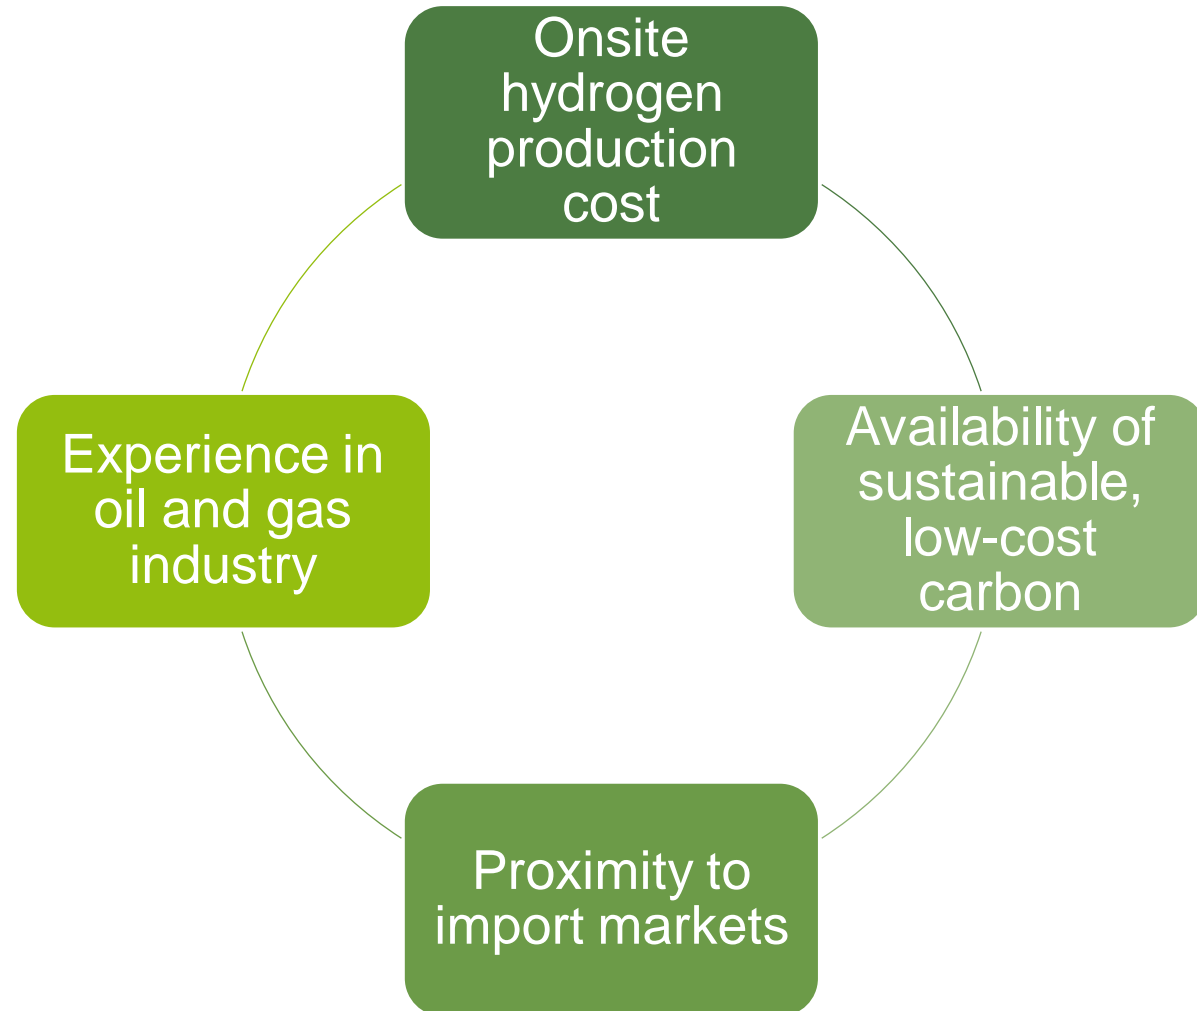 Onsite
hydrogen
production
cost
Experience in
oil and gas
industry
Availability of
sustainable,
low-cost
carbon
Proximity to
import markets